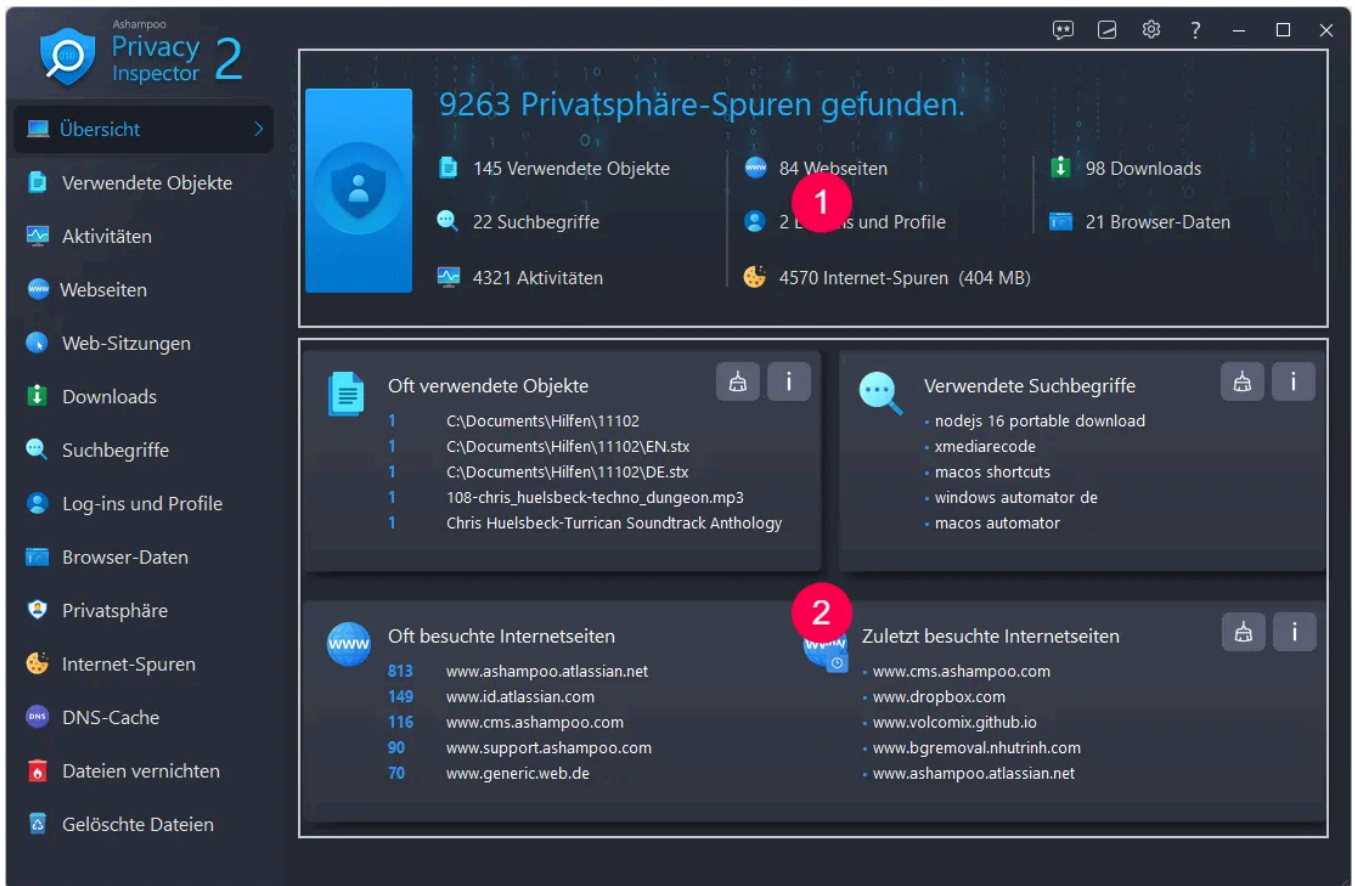 Ashampoo
Privacy
Inspector 2
Übersicht
Verwendete Objekte
Aktivitäten
Webseiten
Web-Sitzungen
Downloads
Suchbegriffe
Log-ins und Profile
Browser-Daten
Privatsphäre
Internet-Spuren
DNS-Cache
Dateien vernichten
Gelöschte Dateien
9263 Privatsphäre-Spuren gefunden.
145 Verwendete Objekte
84 Webseiten
98 Downloads
1
22 Suchbegriffe
2 und Profile
21 Browser-Daten
4321 Aktivitäten
4570 Internet-Spuren (404 MB)
Oft verwendete Objekte
1 C:\Documents\Hilfen\11102
1 C:\Documents\Hilfen\11102\EN.stx
1 C:\Documents\Hilfen\11102\DE.stx
1 108-chris_huelsbeck-techno_dungeon.mp3
1 Chris Huelsbeck-Turrican Soundtrack Anthology
Verwendete Suchbegriffe
nodejs 16 portable download
xmediarecode
macos shortcuts
windows automator de
macos automator
2
Oft besuchte Internetseiten
813 www.ashampoo.atlassian.net
149 www.id.atlassian.com
116 www.cms.ashampoo.com
90 www.support.ashampoo.com
70 www.generic.web.de
Zuletzt besuchte Internetseiten
www.cms.ashampoo.com
www.dropbox.com
www.volcomix.github.io
www.bgremoval.nhutrinh.com
www.ashampoo.atlassian.net